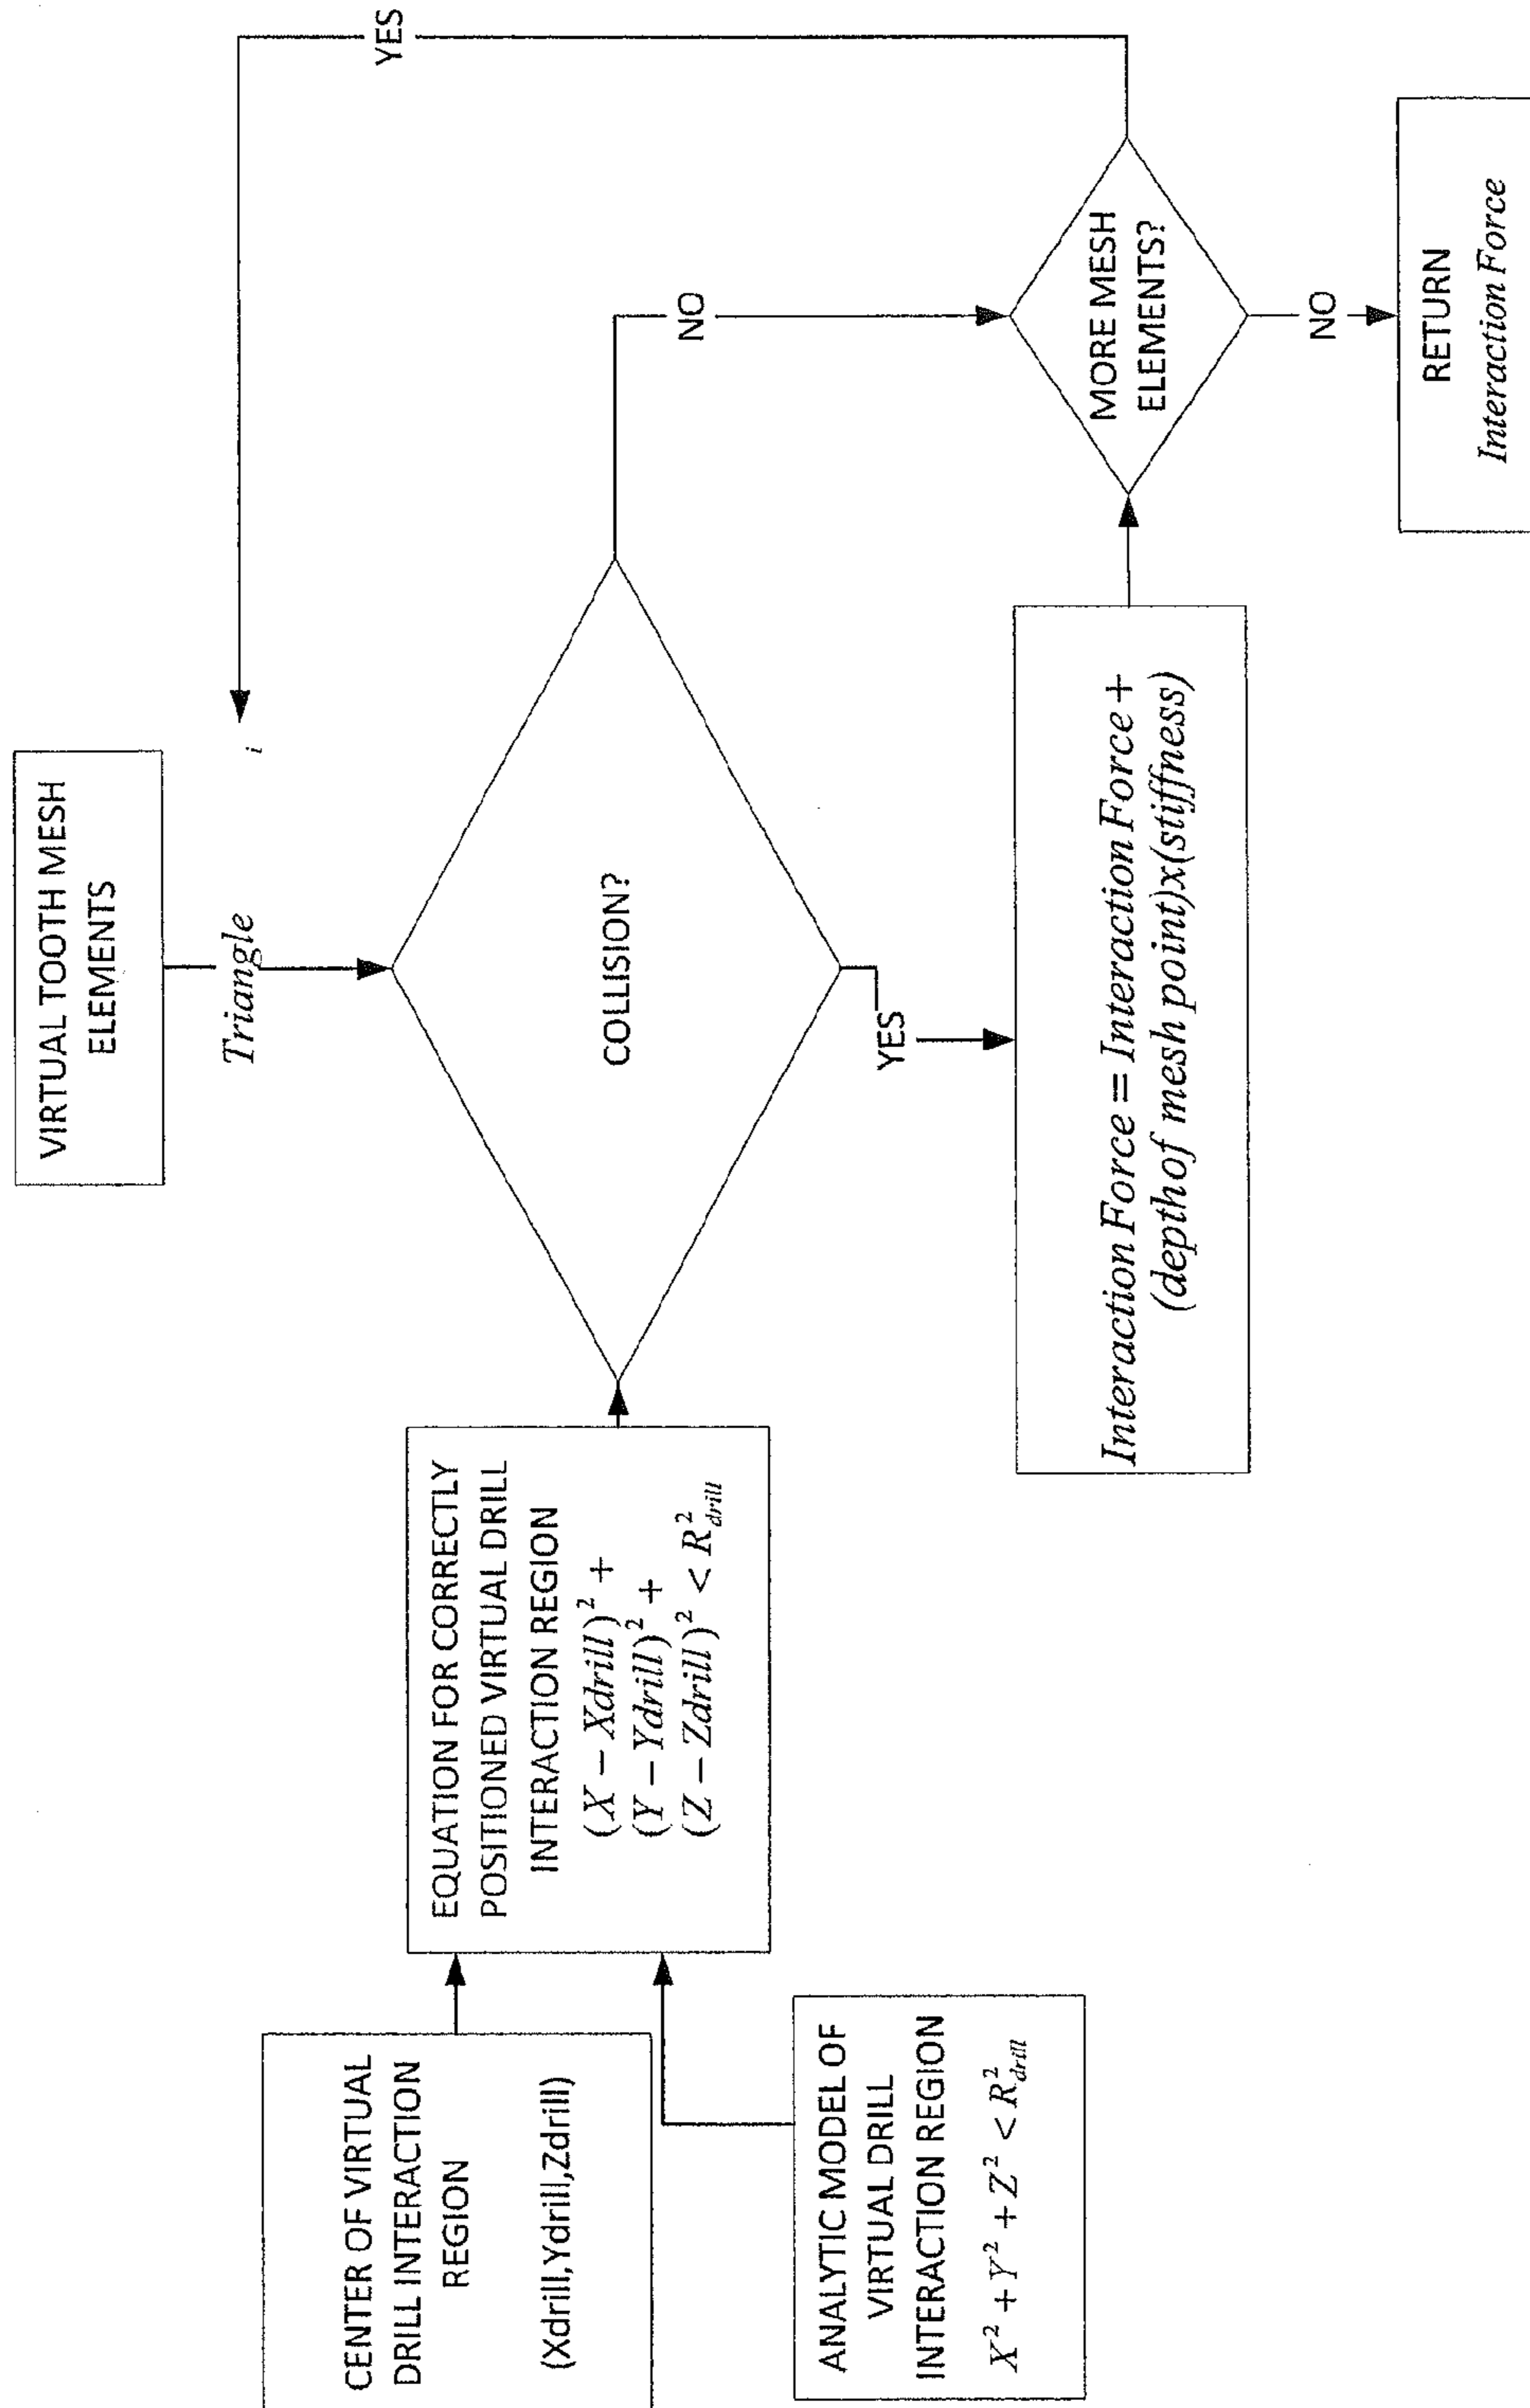 VIRTUAL TOOTH MESH
ELEMENTS
Triangle
i
YES
CENTER OF VIRTUAL
DRILL INTERACTION
REGION
(Xdrill,Ydrill,Zdrill)
ANALYTIC MODEL OF
VIRTUAL DRILL
INTERACTION REGION
X² + Y² + Z² < R²drill
EQUATION FOR CORRECTLY
POSITIONED VIRTUAL DRILL
INTERACTION REGION
(X − Xdrill)² +
(Y − Ydrill)² +
(Z − Zdrill)² < R²drill
COLLISION?
NO
YES
Interaction Force = Interaction Force +
(depthof mesh point)x(stiffness)
MORE MESH
ELEMENTS?
NO
RETURN
Interaction Force